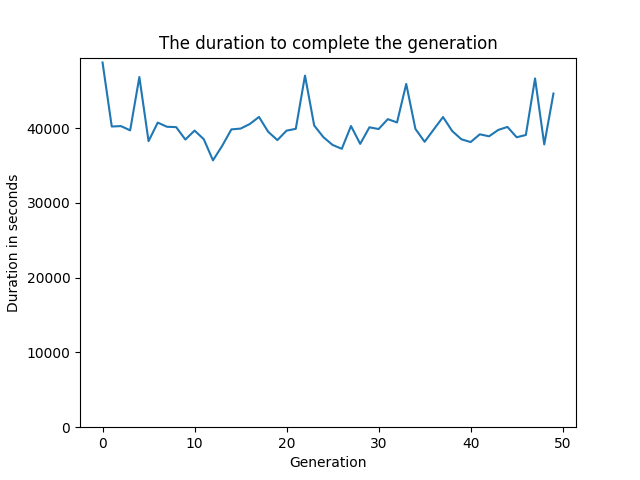 The duration to complete the generation
40000
30000
20000
10000
0
Duration in seconds
0 10 20 30 40 50
Generation